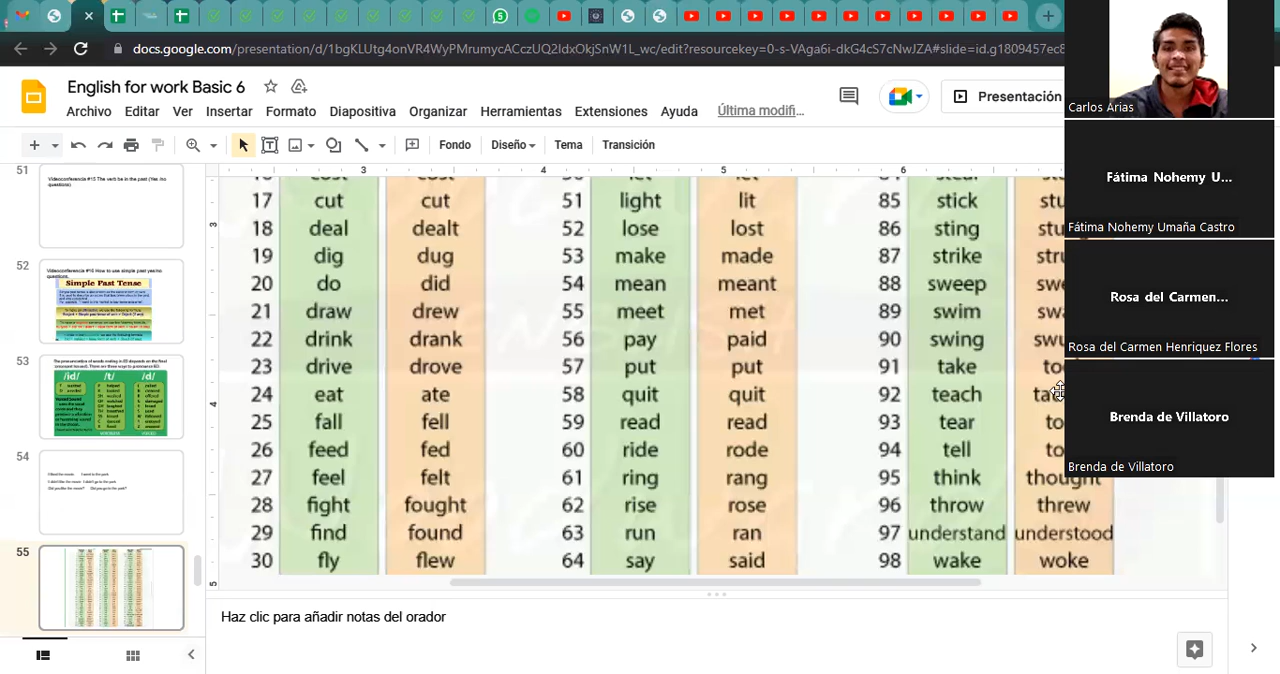 docs.google.com/presentation/d/1bgKLUtg4onVR4WyPMrumycACczUQ2IdxOkjSnW1L_wc/edit?resourcekey=0-s-VAga6i-dkG4cS7cNwJZA#slide=id.g1809457ec8
English for work Basic 6
Archivo Editar Ver Insertar Formato Diapositiva Organizar Herramientas Extensiones Ayuda Última modifi...
Presentación
Fondo Diseño Tema Transición
Carlos Arias
Fátima Nohemy U...
Fátima Nohemy Umaña Castro
Rosa del Carmen...
Rosa del Carmen Henriquez Flores
Brenda de Villatoro
Brenda de Villatoro
51
Videoconferencia #15 The verb be in the past (Yes /no questions)
52
Videoconferencia #16 How to use simple past yes/no questions
Simple Past Tense
53
/id/ /t/ /d/
54
55
3 4 5 6
3
4
5
17 cut cut 51 light lit 85 stick
18 deal dealt 52 lose lost 86 sting
19 dig dug 53 make made 87 strike
20 do did 54 mean meant 88 sweep
21 draw drew 55 meet met 89 swim
22 drink drank 56 pay paid 90 swing
23 drive drove 57 put put 91 take
24 eat ate 58 quit quit 92 teach
25 fall fell 59 read read 93 tear
26 feed fed 60 ride rode 94 tell
27 feel felt 61 ring rang 95 think thought
28 fight fought 62 rise rose 96 throw threw
29 find found 63 run ran 97 understand understood
30 fly flew 64 say said 98 wake woke
Haz clic para añadir notas del orador